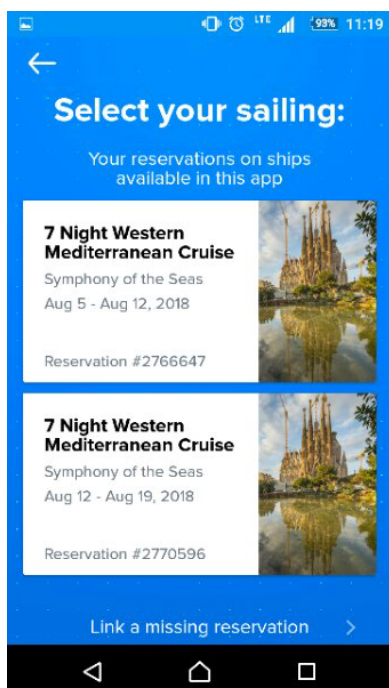 LTE 93% 11:19
Select your sailing:
Your reservations on ships
available in this app
7 Night Western
Mediterranean Cruise
Symphony of the Seas
Aug 5 - Aug 12, 2018
Reservation #2766647
7 Night Western
Mediterranean Cruise
Symphony of the Seas
Aug 12 - Aug 19, 2018
Reservation #2770596
Link a missing reservation